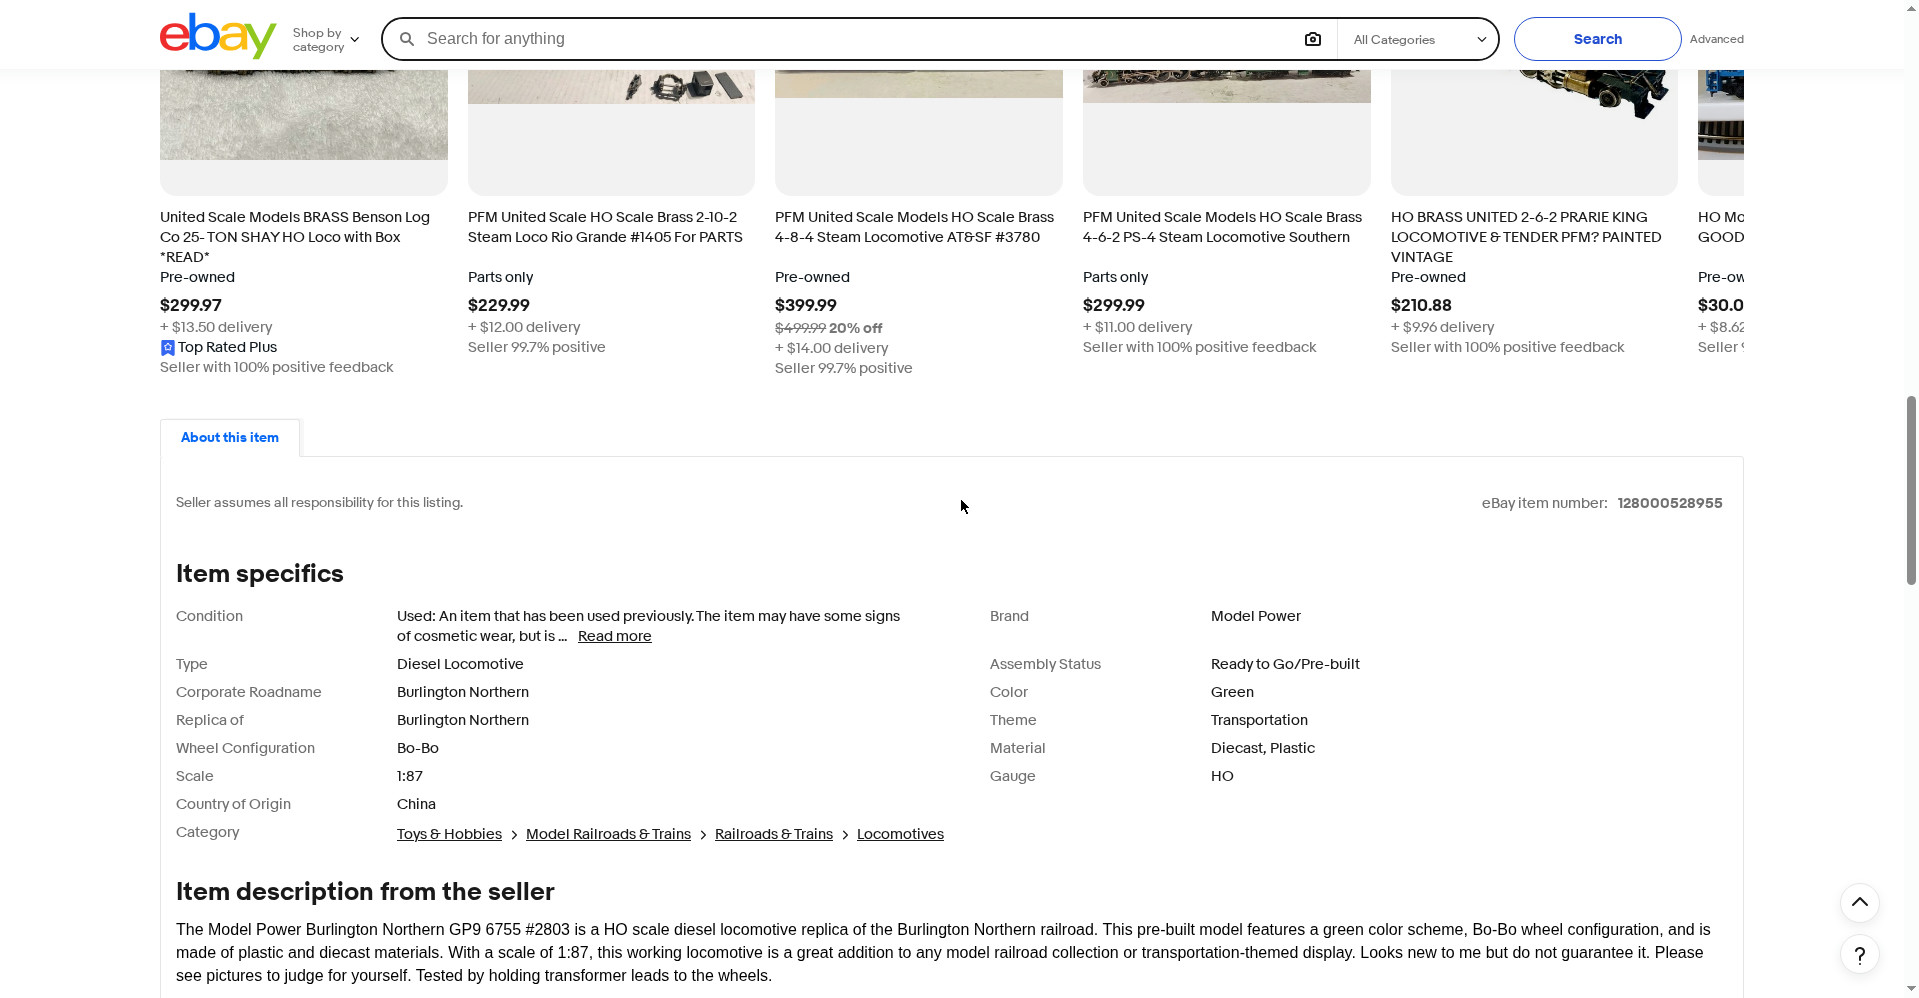 ebay
Shop by category
Search for anything
All Categories
Search
Advanced
United Scale Models BRASS Benson Log
Co 25- TON SHAY HO Loco with Box
*READ*
Pre-owned
$299.97
+ $13.50 delivery
Top Rated Plus
Seller with 100% positive feedback
PFM United Scale HO Scale Brass 2-10-2
Steam Loco Rio Grande #1405 For PARTS
Parts only
$229.99
+ $12.00 delivery
Seller 99.7% positive
PFM United Scale Models HO Scale Brass
4-8-4 Steam Locomotive AT&SF #3780
Pre-owned
$399.99
$499.99 20% off
+ $14.00 delivery
Seller 99.7% positive
PFM United Scale Models HO Scale Brass
4-6-2 PS-4 Steam Locomotive Southern
Parts only
$299.99
+ $11.00 delivery
Seller with 100% positive feedback
HO BRASS UNITED 2-6-2 PRARIE KING
LOCOMOTIVE & TENDER PFM? PAINTED
VINTAGE
Pre-owned
$210.88
+ $9.96 delivery
Seller with 100% positive feedback
HO Mo
GOOD
Pre-ow
$30.0
+ $8.62
Seller
About this item
Seller assumes all responsibility for this listing.
eBay item number: 128000528955
Item specifics
Condition
Used: An item that has been used previously. The item may have some signs
of cosmetic wear, but is ... Read more
Brand
Model Power
Type
Diesel Locomotive
Assembly Status
Ready to Go/Pre-built
Corporate Roadname
Burlington Northern
Color
Green
Replica of
Burlington Northern
Theme
Transportation
Wheel Configuration
Bo-Bo
Material
Diecast, Plastic
Scale
1:87
Gauge
HO
Country of Origin
China
Category
Toys & Hobbies > Model Railroads & Trains > Railroads & Trains > Locomotives
Item description from the seller
The Model Power Burlington Northern GP9 6755 #2803 is a HO scale diesel locomotive replica of the Burlington Northern railroad. This pre-built model features a green color scheme, Bo-Bo wheel configuration, and is
made of plastic and diecast materials. With a scale of 1:87, this working locomotive is a great addition to any model railroad collection or transportation-themed display. Looks new to me but do not guarantee it. Please
see pictures to judge for yourself. Tested by holding transformer leads to the wheels.